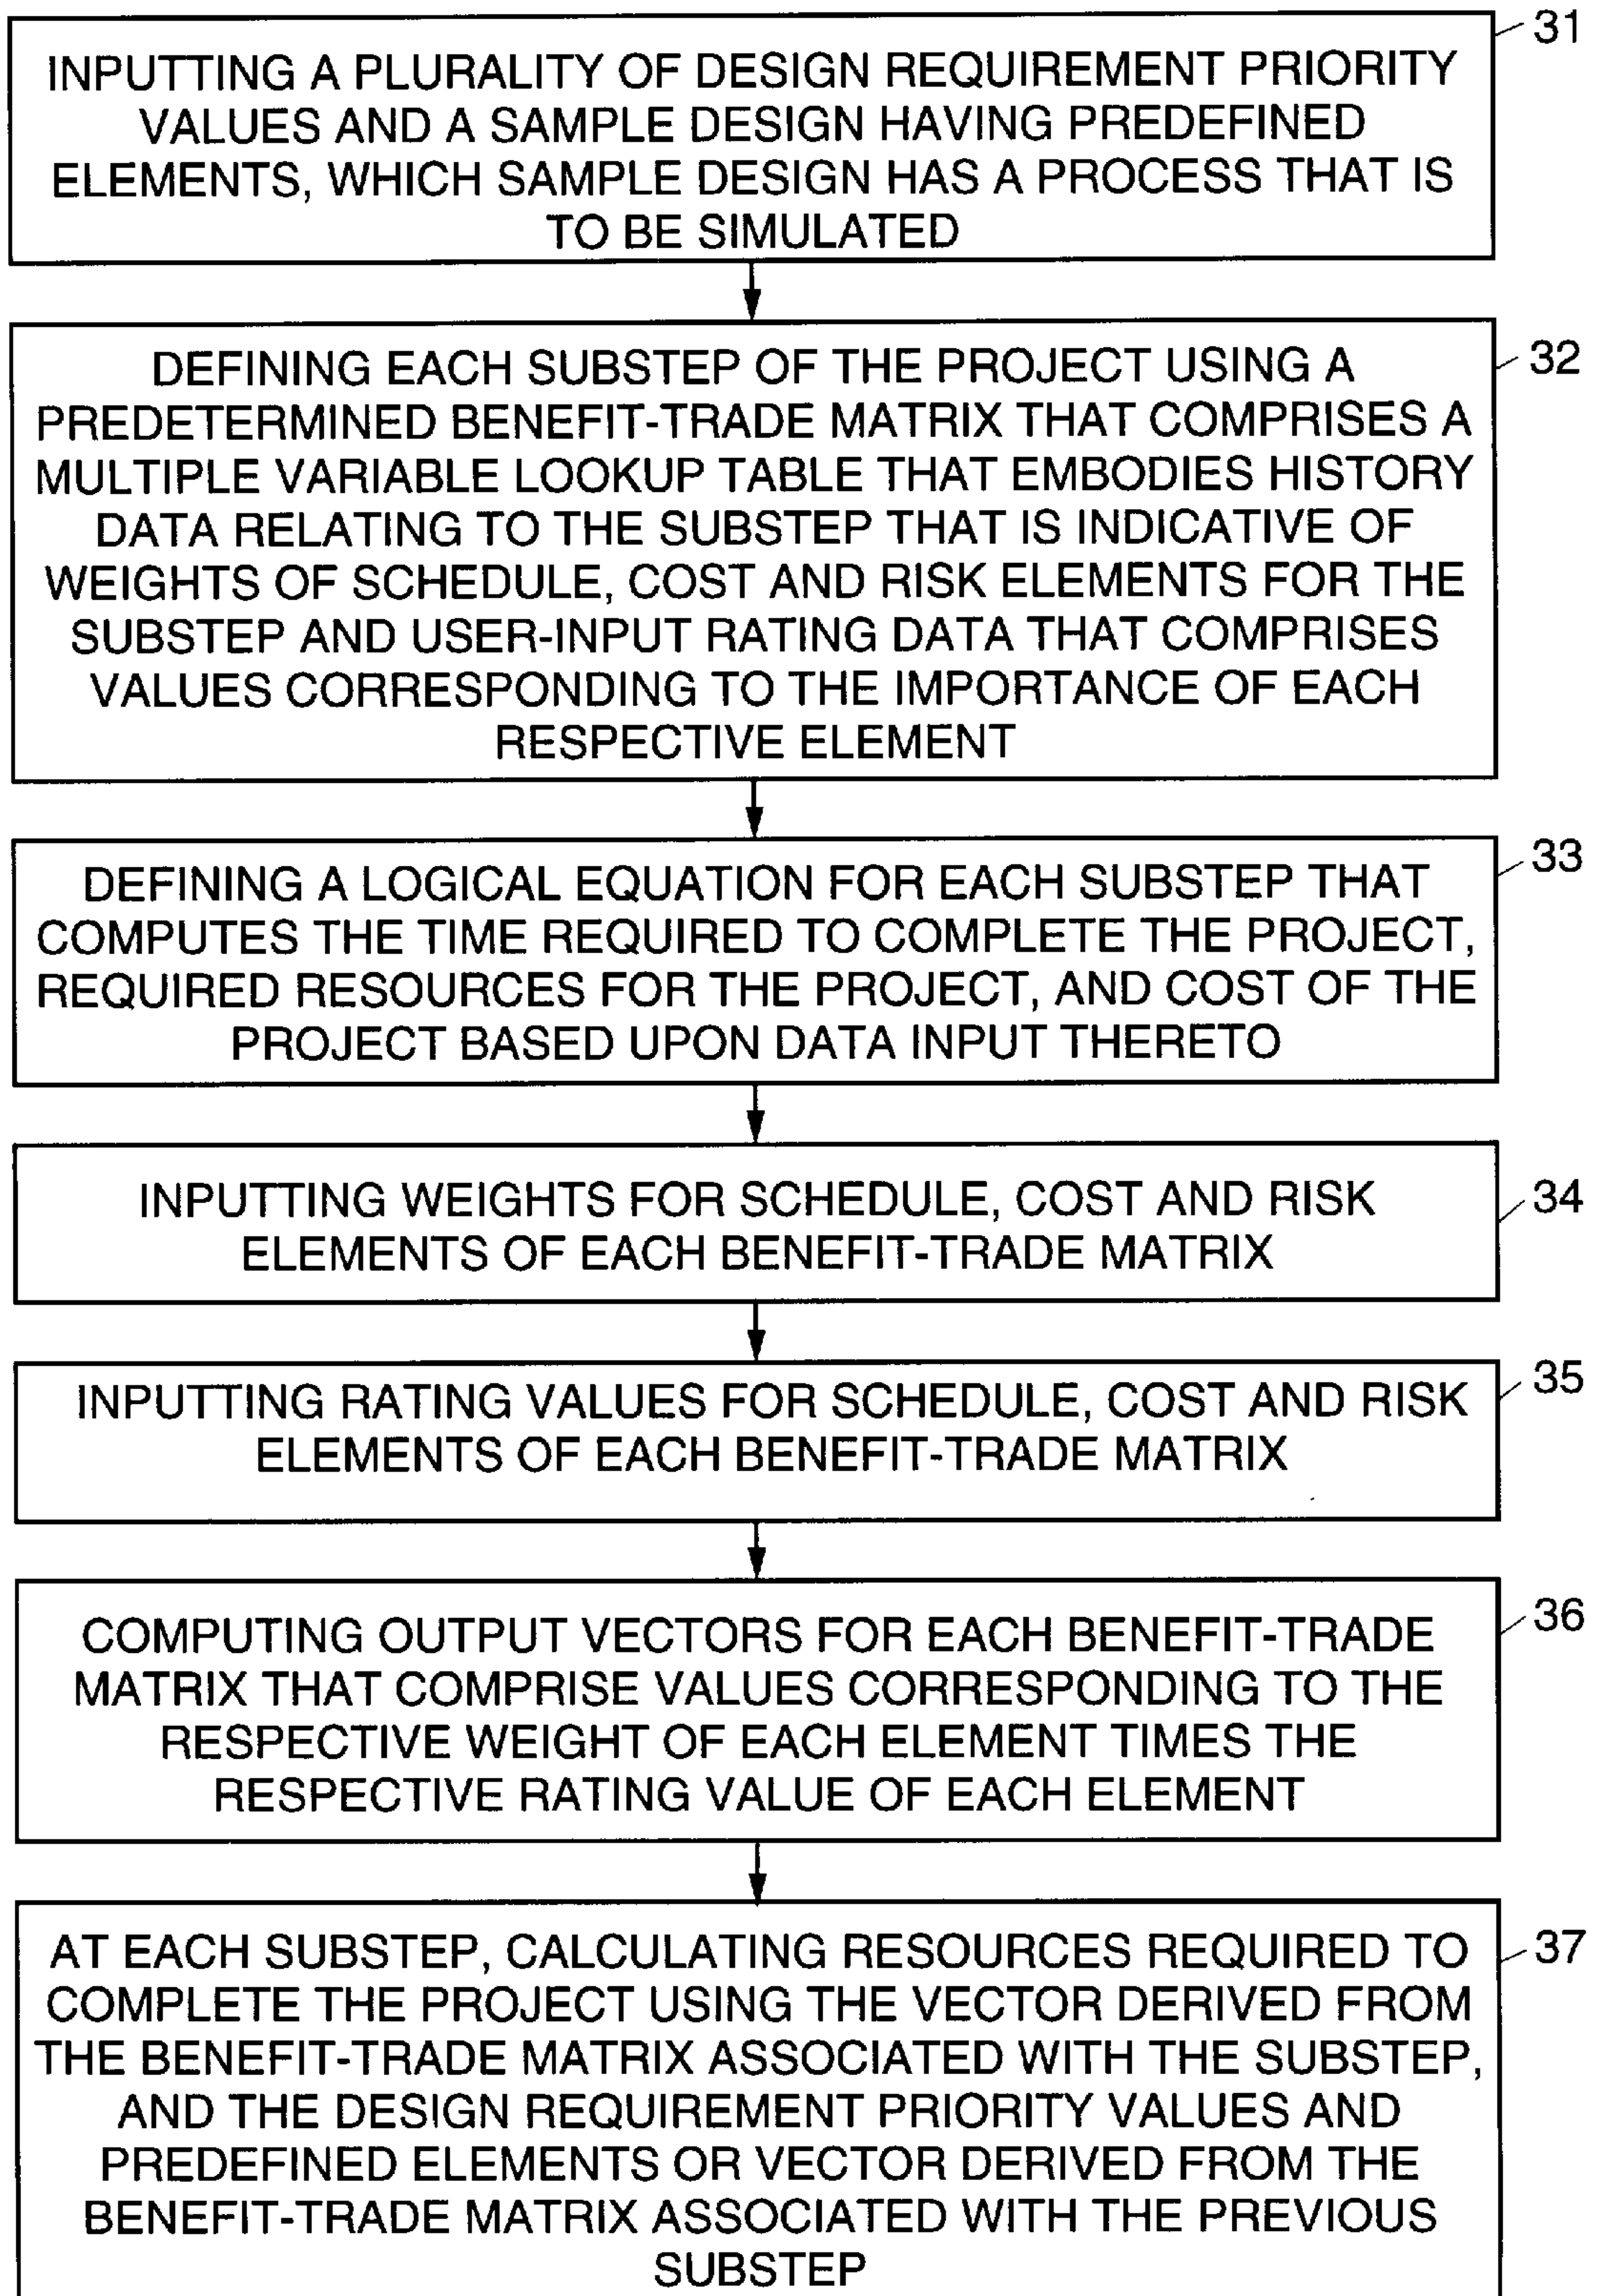 31
INPUTTING A PLURALITY OF DESIGN REQUIREMENT PRIORITY
VALUES AND A SAMPLE DESIGN HAVING PREDEFINED
ELEMENTS, WHICH SAMPLE DESIGN HAS A PROCESS THAT IS
TO BE SIMULATED
32
DEFINING EACH SUBSTEP OF THE PROJECT USING A
PREDETERMINED BENEFIT-TRADE MATRIX THAT COMPRISES A
MULTIPLE VARIABLE LOOKUP TABLE THAT EMBODIES HISTORY
DATA RELATING TO THE SUBSTEP THAT IS INDICATIVE OF
WEIGHTS OF SCHEDULE, COST AND RISK ELEMENTS FOR THE
SUBSTEP AND USER-INPUT RATING DATA THAT COMPRISES
VALUES CORRESPONDING TO THE IMPORTANCE OF EACH
RESPECTIVE ELEMENT
33
DEFINING A LOGICAL EQUATION FOR EACH SUBSTEP THAT
COMPUTES THE TIME REQUIRED TO COMPLETE THE PROJECT,
REQUIRED RESOURCES FOR THE PROJECT, AND COST OF THE
PROJECT BASED UPON DATA INPUT THERETO
34
INPUTTING WEIGHTS FOR SCHEDULE, COST AND RISK
ELEMENTS OF EACH BENEFIT-TRADE MATRIX
35
INPUTTING RATING VALUES FOR SCHEDULE, COST AND RISK
ELEMENTS OF EACH BENEFIT-TRADE MATRIX
36
COMPUTING OUTPUT VECTORS FOR EACH BENEFIT-TRADE
MATRIX THAT COMPRISE VALUES CORRESPONDING TO THE
RESPECTIVE WEIGHT OF EACH ELEMENT TIMES THE
RESPECTIVE RATING VALUE OF EACH ELEMENT
37
AT EACH SUBSTEP, CALCULATING RESOURCES REQUIRED TO
COMPLETE THE PROJECT USING THE VECTOR DERIVED FROM
THE BENEFIT-TRADE MATRIX ASSOCIATED WITH THE SUBSTEP,
AND THE DESIGN REQUIREMENT PRIORITY VALUES AND
PREDEFINED ELEMENTS OR VECTOR DERIVED FROM THE
BENEFIT-TRADE MATRIX ASSOCIATED WITH THE PREVIOUS
SUBSTEP